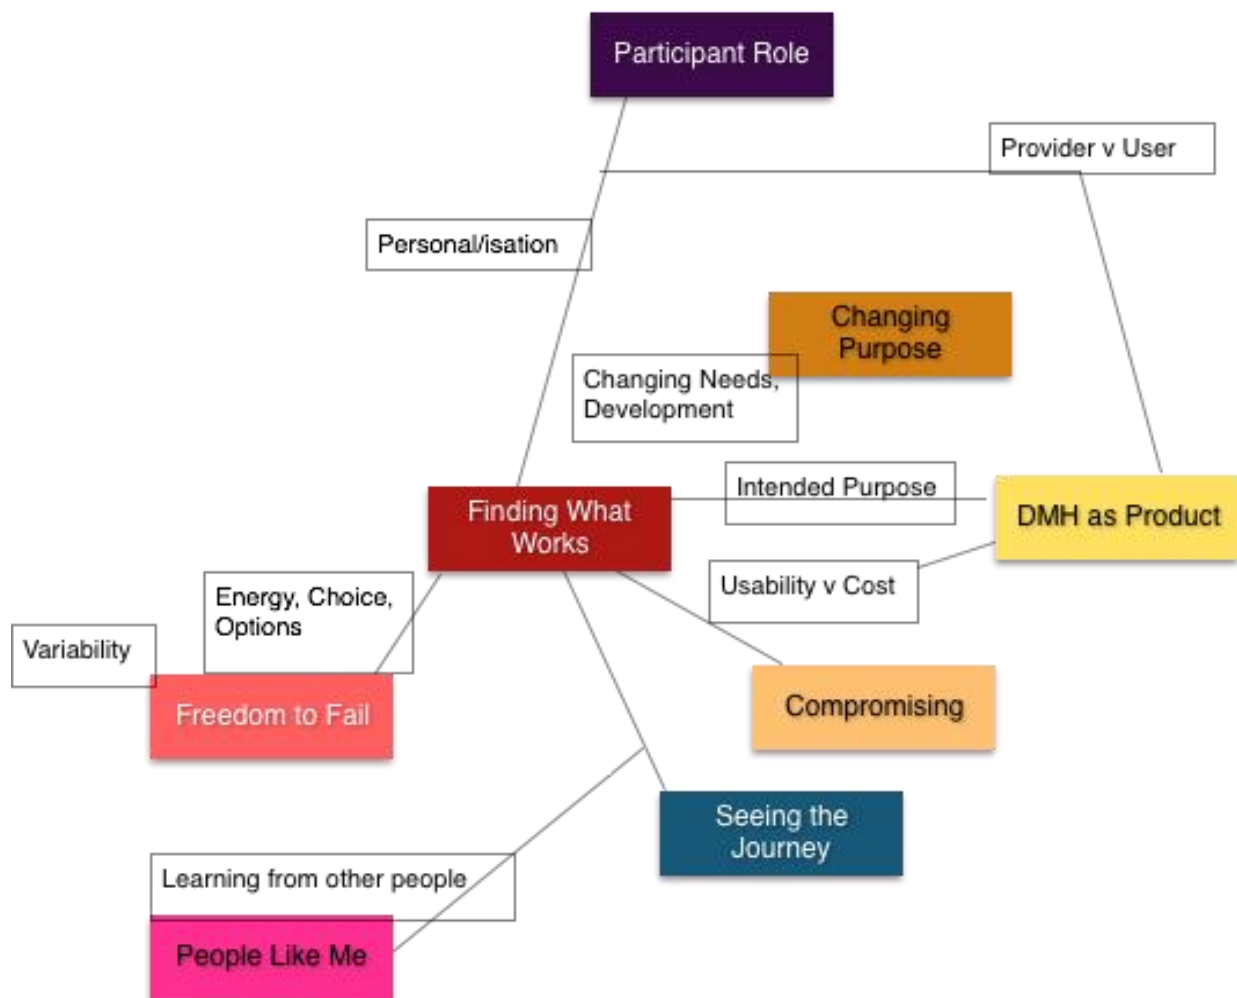 Participant Role
Provider v User
Personal/isation
Changing
Purpose
Changing Needs,
Development
Intended Purpose
Finding What
Works
DMH as Product
Usability v Cost
Energy, Choice,
Options
Variability
Freedom to Fail
Compromising
Seeing the
Journey
Learning from other people
People Like Me